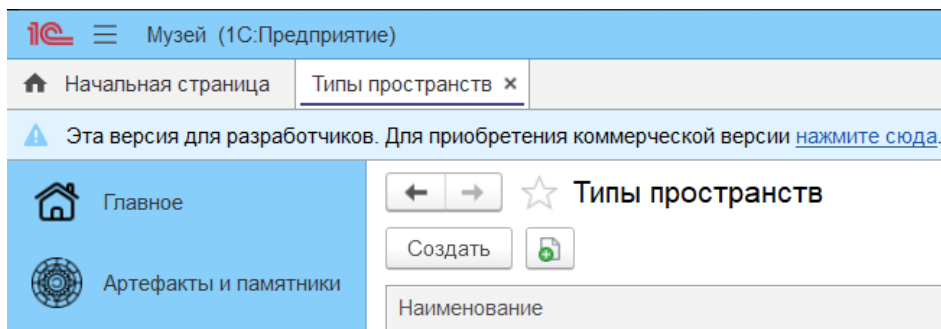 1С Музей (1С:Предприятие)
Начальная страница Типы пространств ×
Эта версия для разработчиков. Для приобретения коммерческой версии нажмите сюда.
Главное
Типы пространств
Создать
Артефакты и памятники
Наименование